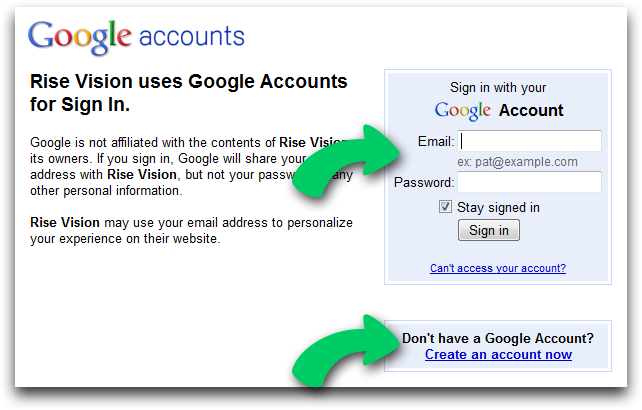 Google accounts
Rise Vision uses Google Accounts
for Sign In.
Google is not affiliated with the contents of Rise Vision
its owners. If you sign in, Google will share your
address with Rise Vision, but not your any
other personal information.
Rise Vision may use your email address to personalize
your experience on their website.
Sign in with your
Google Account
Email:
ex: pat@example.com
Password:
Stay signed in
Sign in
Can't access your account?
Don't have a Google Account?
Create an account now